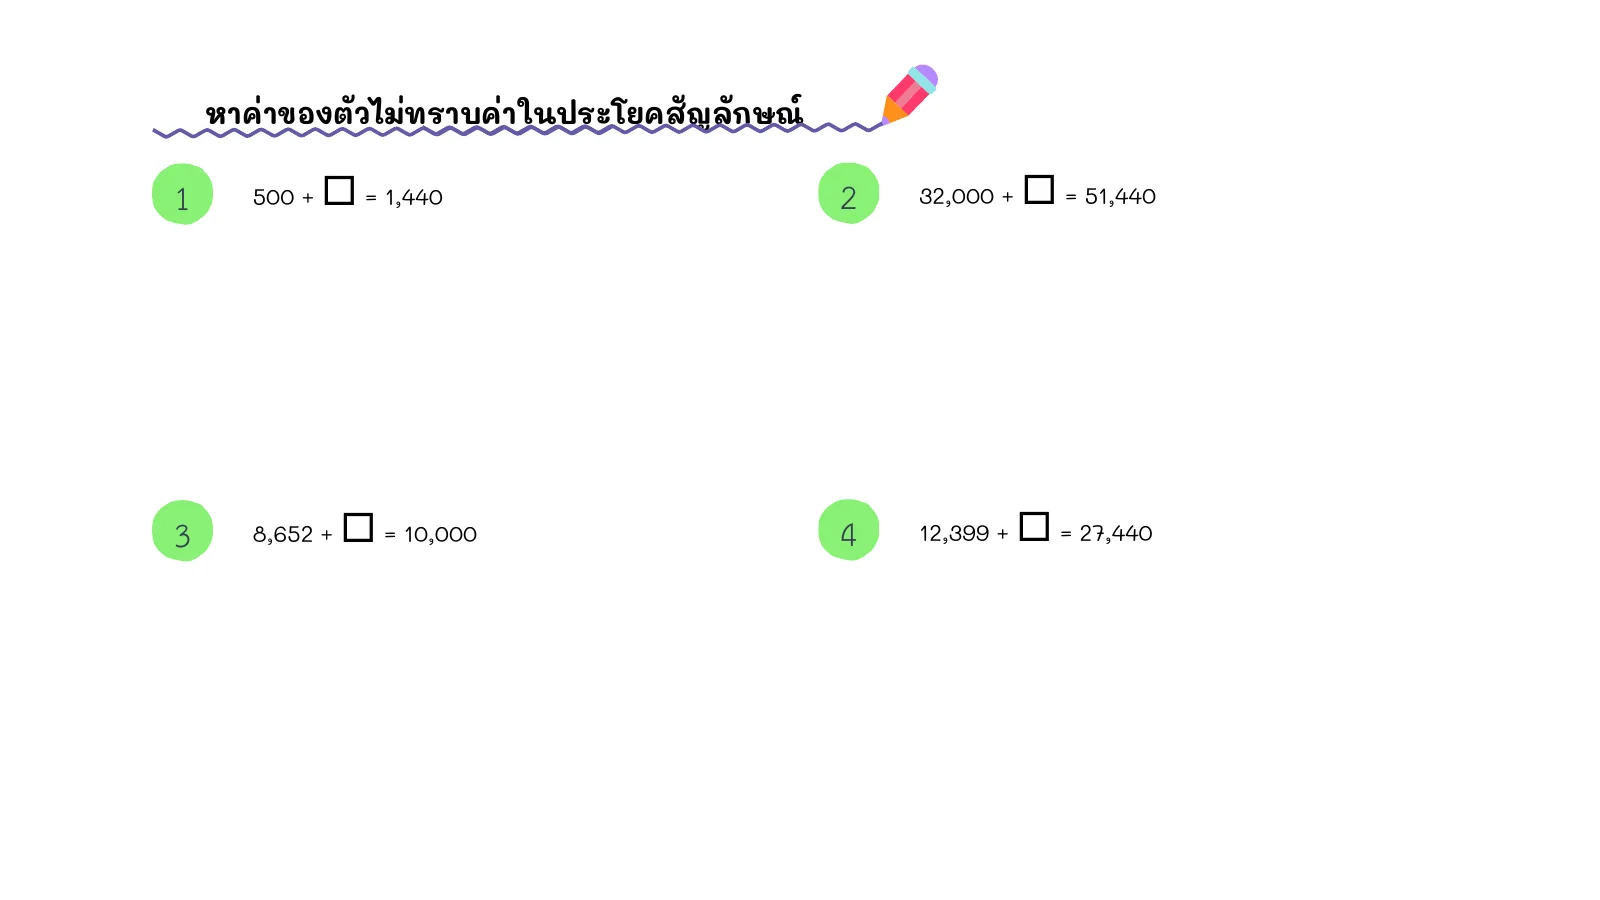 หาค่าของตัวไม่ทราบค่าในประโยคสัญลักษณ์
1 500 + □ = 1,440
2 32,000 + □ = 51,440
3 8,652 + □ = 10,000
4 12,399 + □ = 27,440